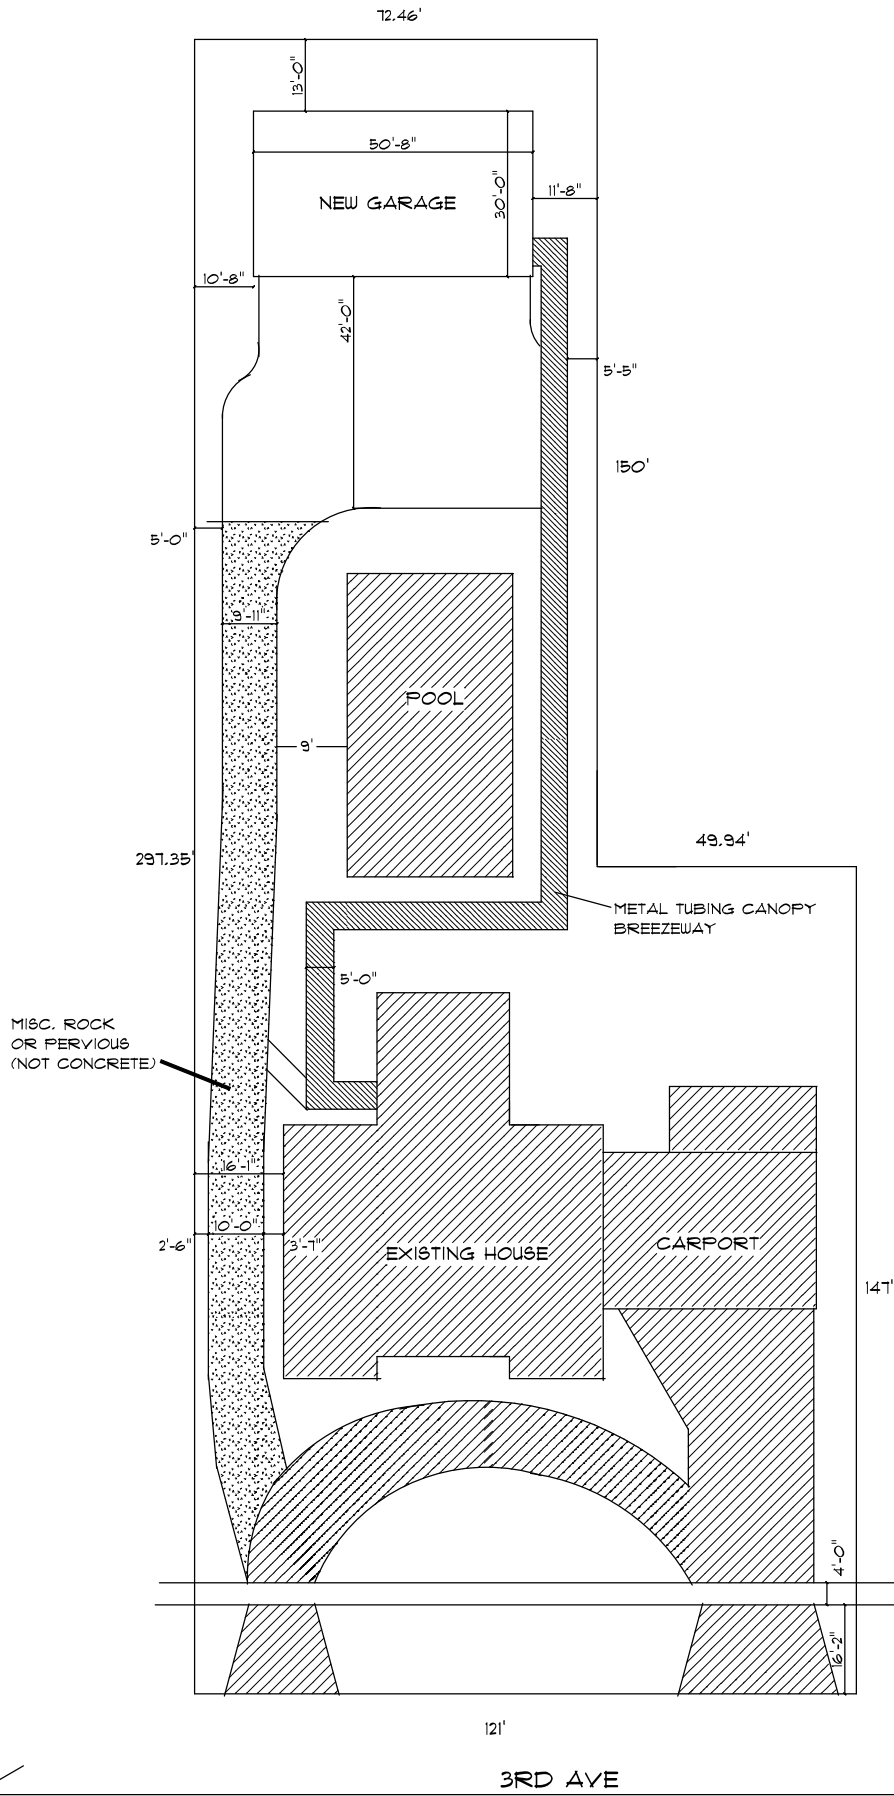 72.46'
13'-0"
50'-8"
30'-0"
11'-8"
NEW GARAGE
10'-8"
42'-0"
5'-5"
150'
5'-0"
9'-11"
POOL
9'
49.94'
297.35'
METAL TUBING CANOPY
BREEZEWAY
5'-0"
MISC. ROCK
OR PERVIOUS
(NOT CONCRETE)
16'-1"
10'-0"
2'-6"
3'-7"
EXISTING HOUSE
CARPORT
147'
4'-0"
16'-2"
121'
3RD AVE